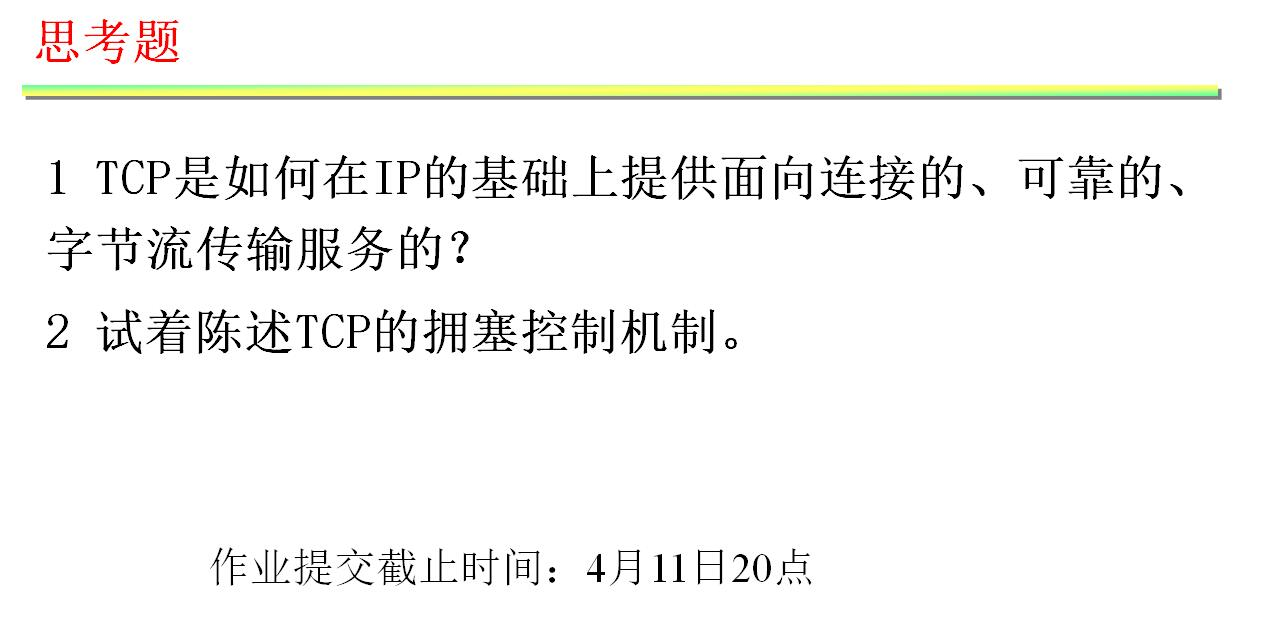 思考题
1 TCP是如何在IP的基础上提供面向连接的、可靠的、
字节流传输服务的?
2 试着陈述TCP的拥塞控制机制。
作业提交截止时间：4月11日20点